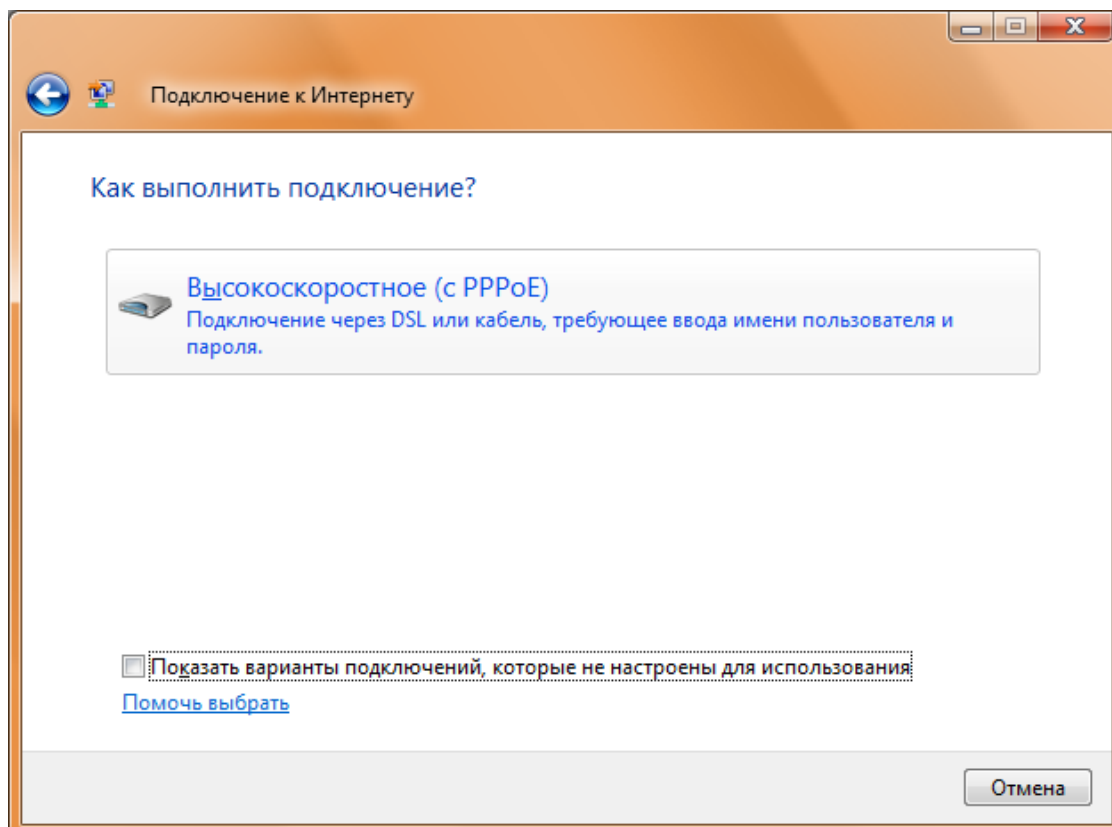 Подключение к Интернету
Как выполнить подключение?
Высокоскоростное (с PPPoE)
Подключение через DSL или кабель, требующее ввода имени пользователя и
пароля.
Показать варианты подключений, которые не настроены для использования
Помочь выбрать
Отмена